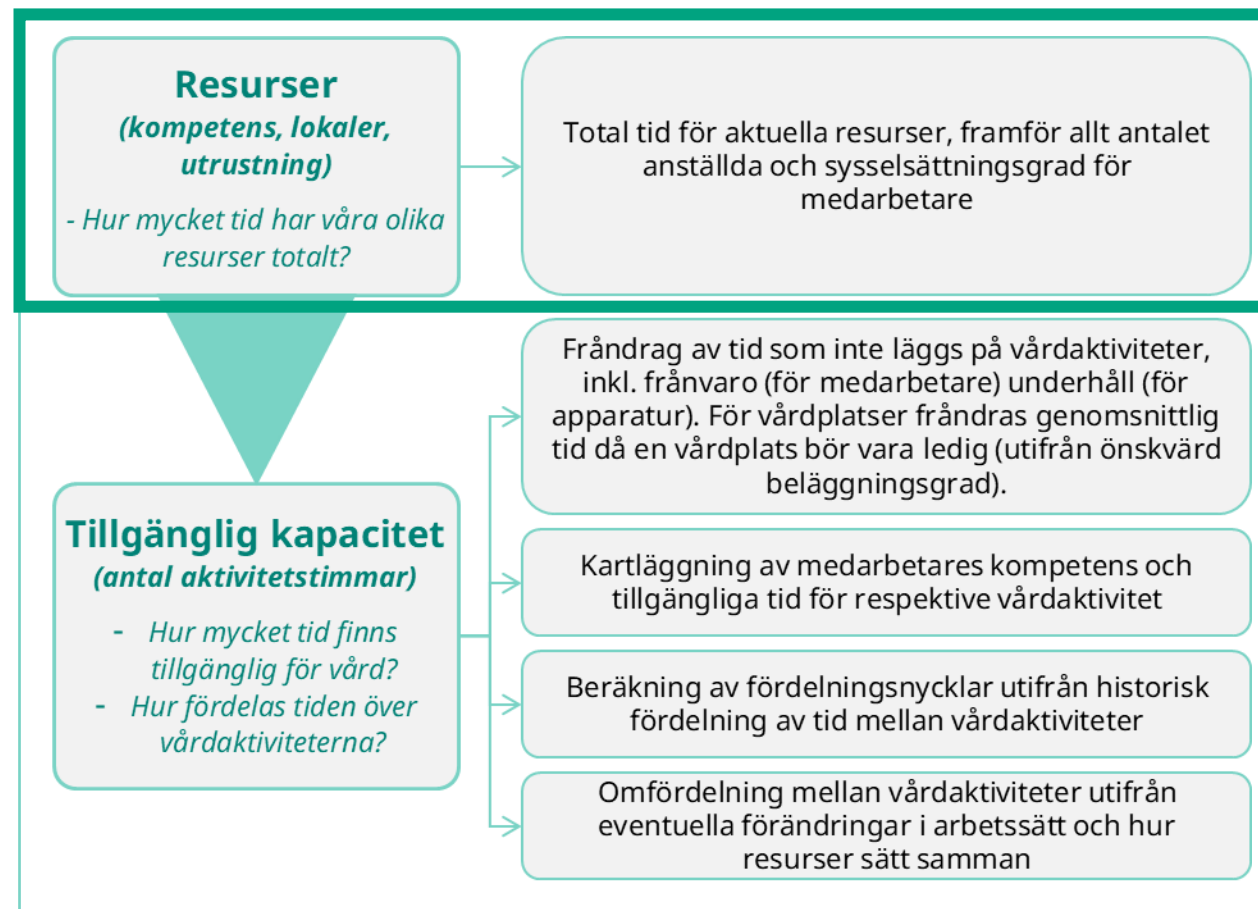 Resurser
(kompetens, lokaler,
utrustning)
- Hur mycket tid har våra olika
resurser totalt?
Total tid för aktuella resurser, framför allt antalet
anställda och sysselsättningsgrad för
medarbetare
Tillgänglig kapacitet
(antal aktivitetstimmar)
- Hur mycket tid finns
tillgänglig för vård?
- Hur fördelas tiden över
vårdaktiviteterna?
Fråndrag av tid som inte läggs på vårdaktiviteter,
inkl. frånvaro (för medarbetare) underhåll (för
apparatur). För vårdplatser fråndras genomsnittlig
tid då en vårdplats bör vara ledig (utifrån önskvärd
beläggningsgrad).
Kartläggning av medarbetares kompetens och
tillgängliga tid för respektive vårdaktivitet
Beräkning av fördelningsnycklar utifrån historisk
fördelning av tid mellan vårdaktiviteter
Omfördelning mellan vårdaktiviteter utifrån
eventuella förändringar i arbetssätt och hur
resurser sätt samman